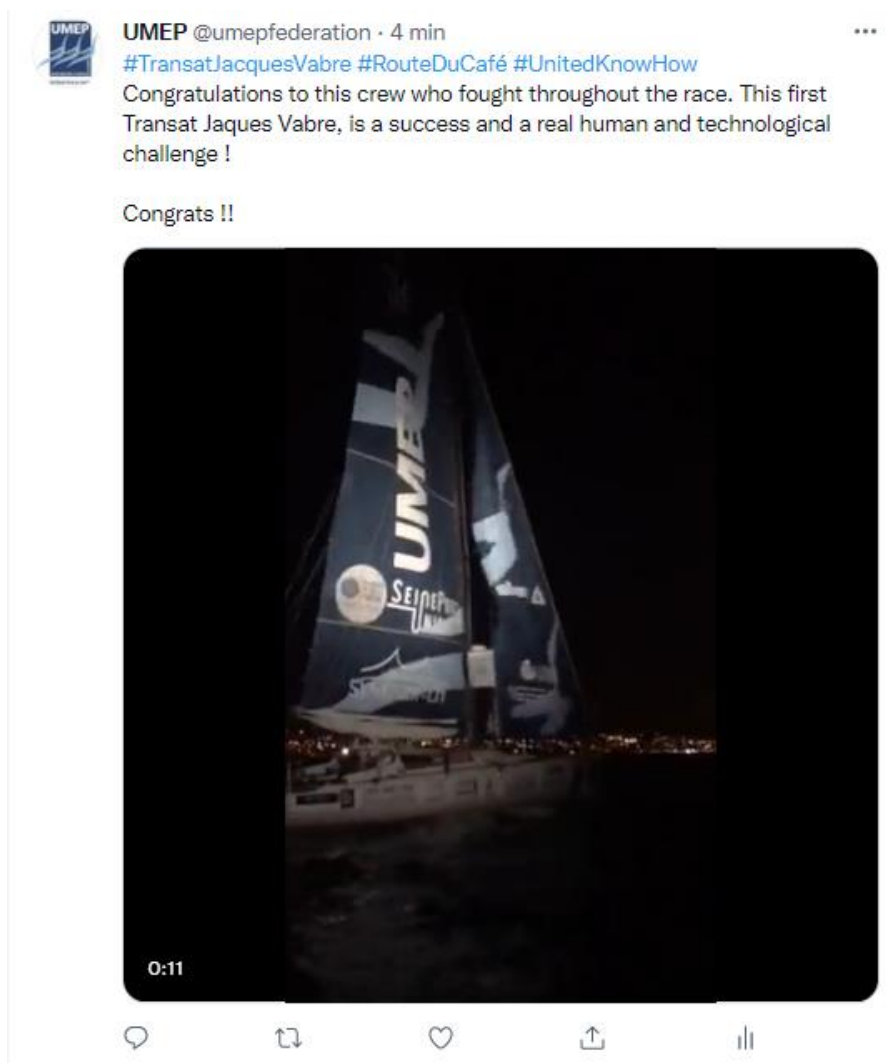 UMEP
UMEP @umepfederation · 4 min
#TransatJacquesVabre #RouteDuCafé #UnitedKnowHow
Congratulations to this crew who fought throughout the race. This first
Transat Jaques Vabre, is a success and a real human and technological
challenge !
Congrats !!
UMEP
0:11